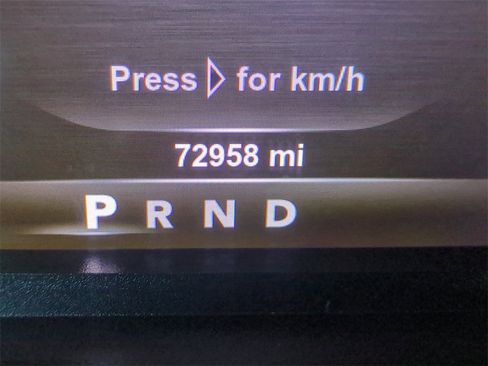 Press ▷ for km/h
72958 mi
P R N D